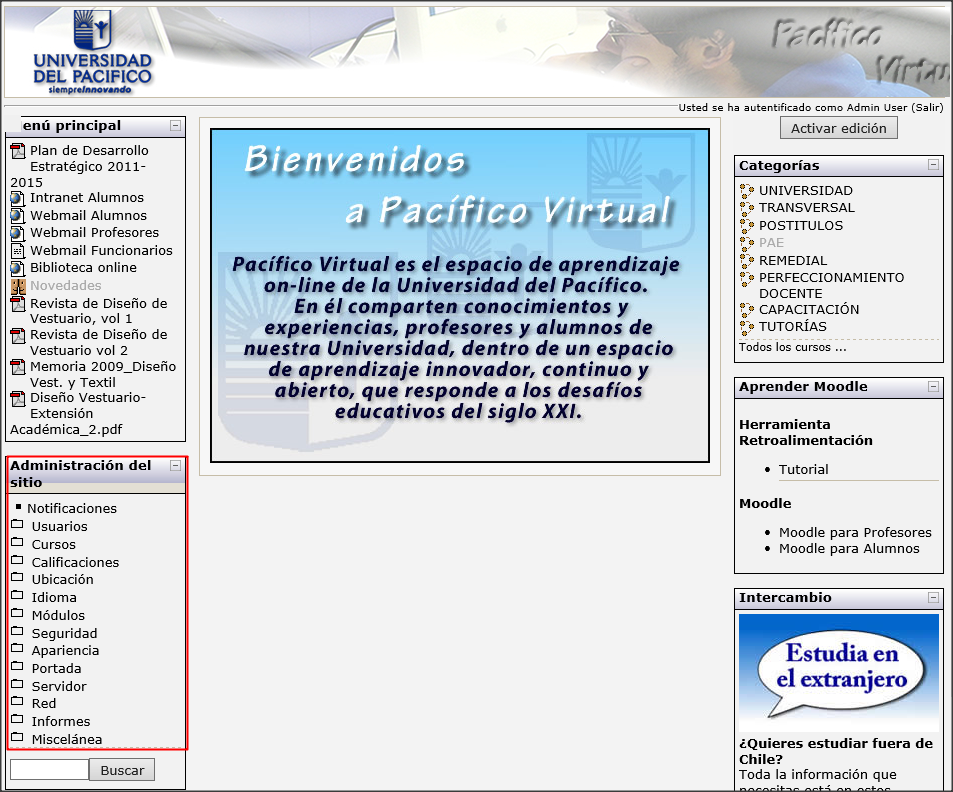 UNIVERSIDAD
DEL PACIFICO
siempreInnovando
Pacífico
Usted se ha autentificado como Admin User (Salir)
enú principal
Plan de Desarrollo
Estratégico 2011-
2015
Intranet Alumnos
Webmail Alumnos
Webmail Profesores
Webmail Funcionarios
Biblioteca online
Novedades
Revista de Diseño de
Vestuario, vol 1
Revista de Diseño de
Vestuario vol 2
Memoria 2009_Diseño
Vest. y Textil
Diseño Vestuario-
Extensión
Académica_2.pdf
Administración del
sitio
Notificaciones
Usuarios
Cursos
Calificaciones
Ubicación
Idioma
Módulos
Seguridad
Apariencia
Portada
Servidor
Red
Informes
Miscelánea
Buscar
Bienvenidos
a Pacífico Virtual
Pacífico Virtual es el espacio de aprendizaje
on-line de la Universidad del Pacífico.
En él comparten conocimientos y
experiencias, profesores y alumnos de
nuestra Universidad, dentro de un espacio
de aprendizaje innovador, continuo y
abierto, que responde a los desafíos
educativos del siglo XXI.
Activar edición
Categorías
UNIVERSIDAD
TRANSVERSAL
POSTITULOS
PAE
REMEDIAL
PERFECCIONAMIENTO
DOCENTE
CAPACITACIÓN
TUTORÍAS
Todos los cursos ...
Aprender Moodle
Herramienta
Retroalimentación
Tutorial
Moodle
Moodle para Profesores
Moodle para Alumnos
Intercambio
Estudia en
el extranjero
¿Quieres estudiar fuera de
Chile?
Toda la información que
necesitas está en estos